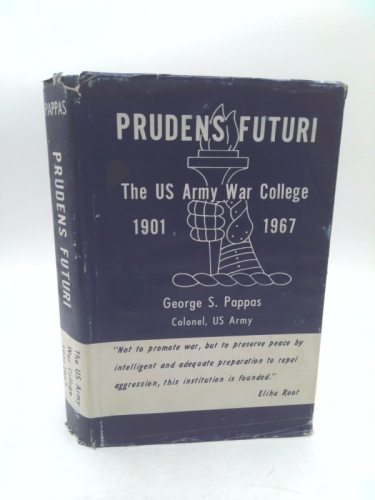 PRUDENS FUTURI
The US Army War College
1901 1967
George S. Pappas
Colonel, US Army
"Not to promote war, but to preserve peace by
intelligent and adequate preparation to repel
aggression, this institution is founded."
Elihu Root
PAPPAS
PRUDENS FUTURI
The US Army
War College